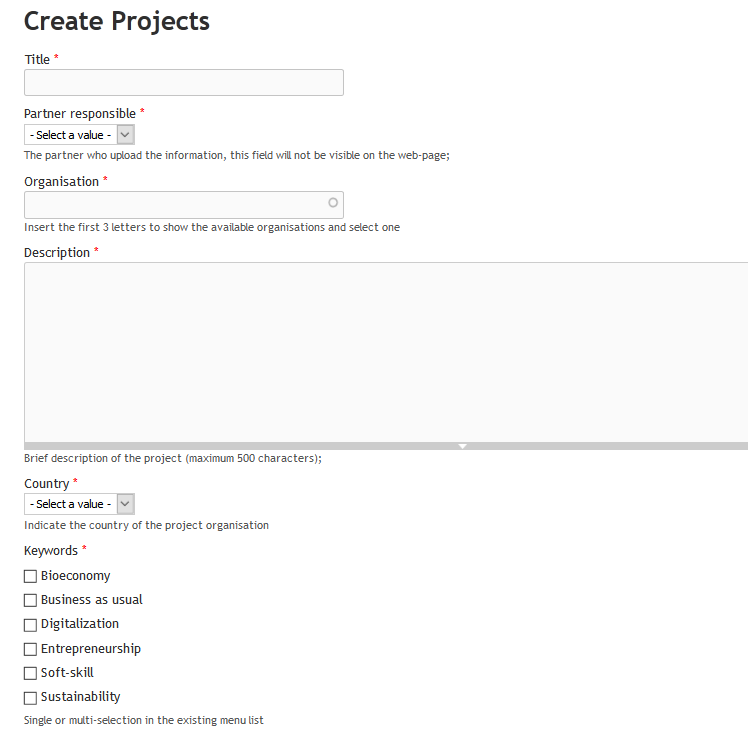 Create Projects
Title *
Partner responsible *
- Select a value -
The partner who upload the information, this field will not be visible on the web-page;
Organisation *
Insert the first 3 letters to show the available organisations and select one
Description *
Brief description of the project (maximum 500 characters);
Country *
- Select a value -
Indicate the country of the project organisation
Keywords *
Bioeconomy
Business as usual
Digitalization
Entrepreneurship
Soft-skill
Sustainability
Single or multi-selection in the existing menu list